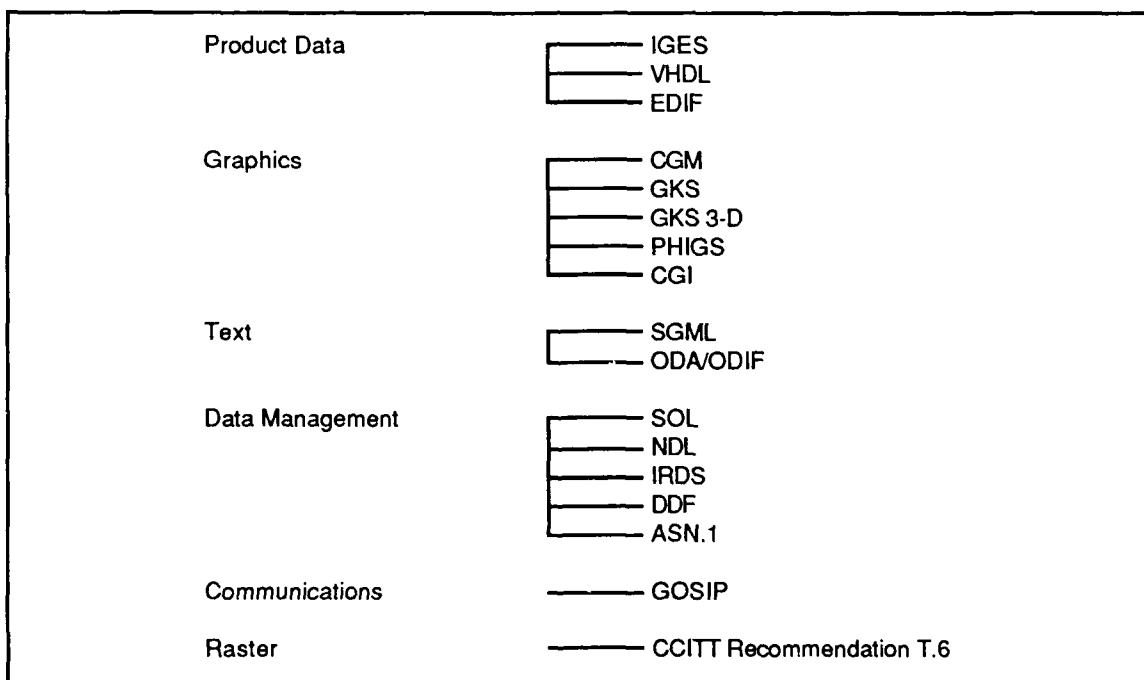 Product Data IGES
VHDL
EDIF
Graphics CGM
GKS
GKS 3-D
PHIGS
CGI
Text SGML
ODA/ODIF
Data Management SOL
NDL
IRDS
DDF
ASN.1
Communications GOSIP
Raster CCITT Recommendation T.6